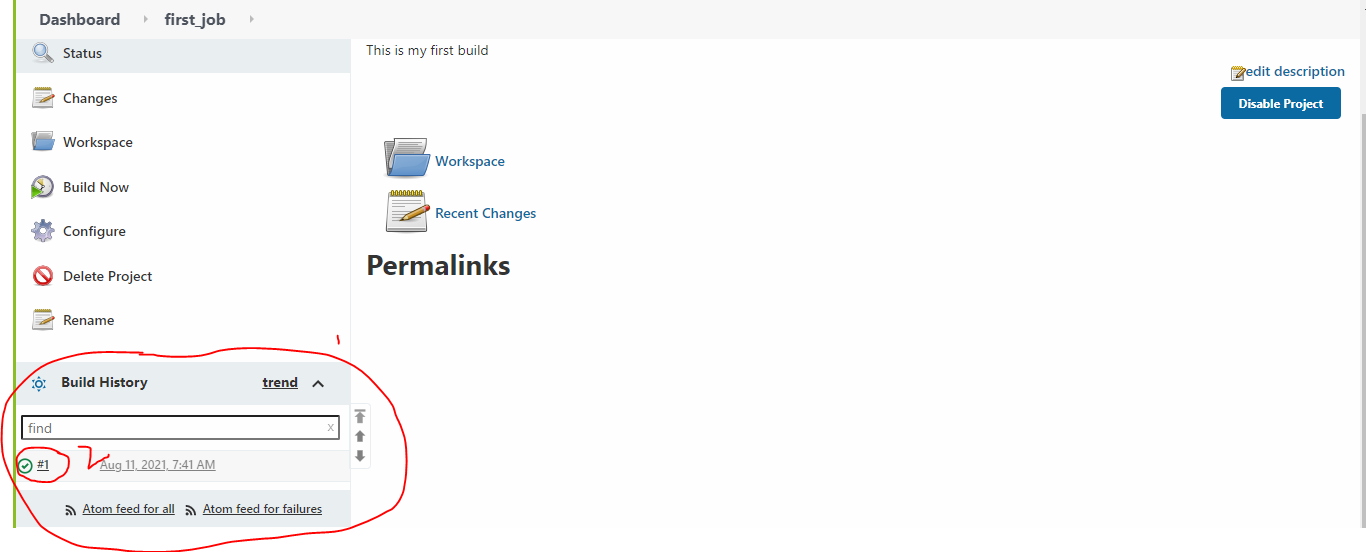 Dashboard first_job
Status
Changes
Workspace
Build Now
Configure
Delete Project
Rename
Build History trend
find x
#1 Aug 11, 2021, 7:41 AM
Atom feed for all Atom feed for failures
This is my first build
edit description
Disable Project
Workspace
Recent Changes
Permalinks